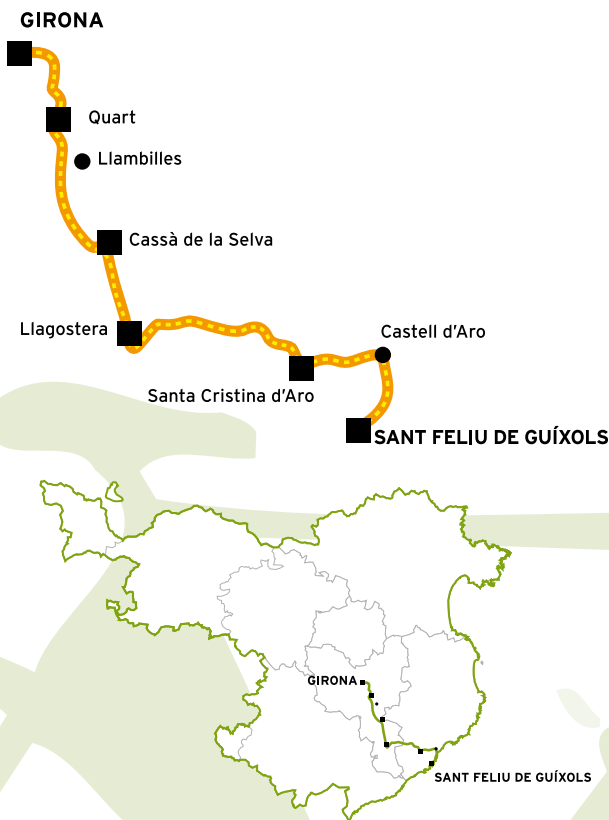 GIRONA
Quart
Llambilles
Cassà de la Selva
Llagostera
Castell d'Aro
Santa Cristina d'Aro
SANT FELIU DE GUÍXOLS
GIRONA
SANT FELIU DE GUÍXOLS